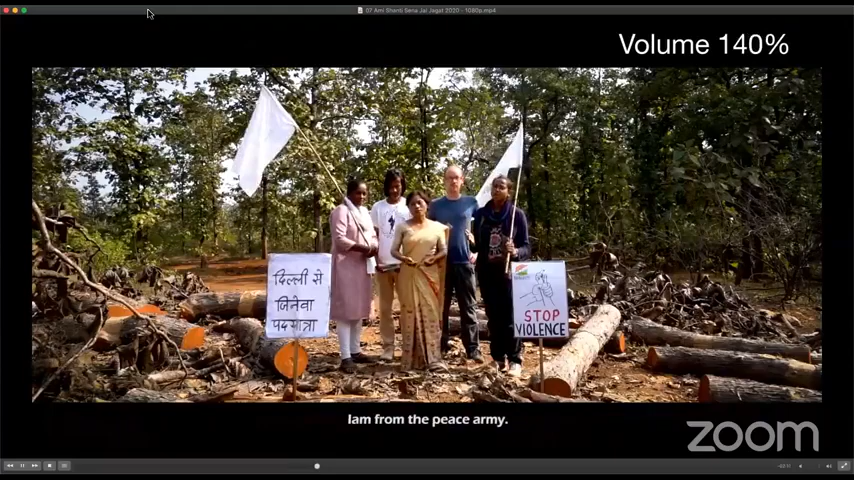 07 Ami Shanti Sena Jai Jagat 2020 - 1080p.mp4
Volume 140%
दिल्ली से
जिनेवा
पदयात्रा
STOP
VIOLENCE
Iam from the peace army.
zoom